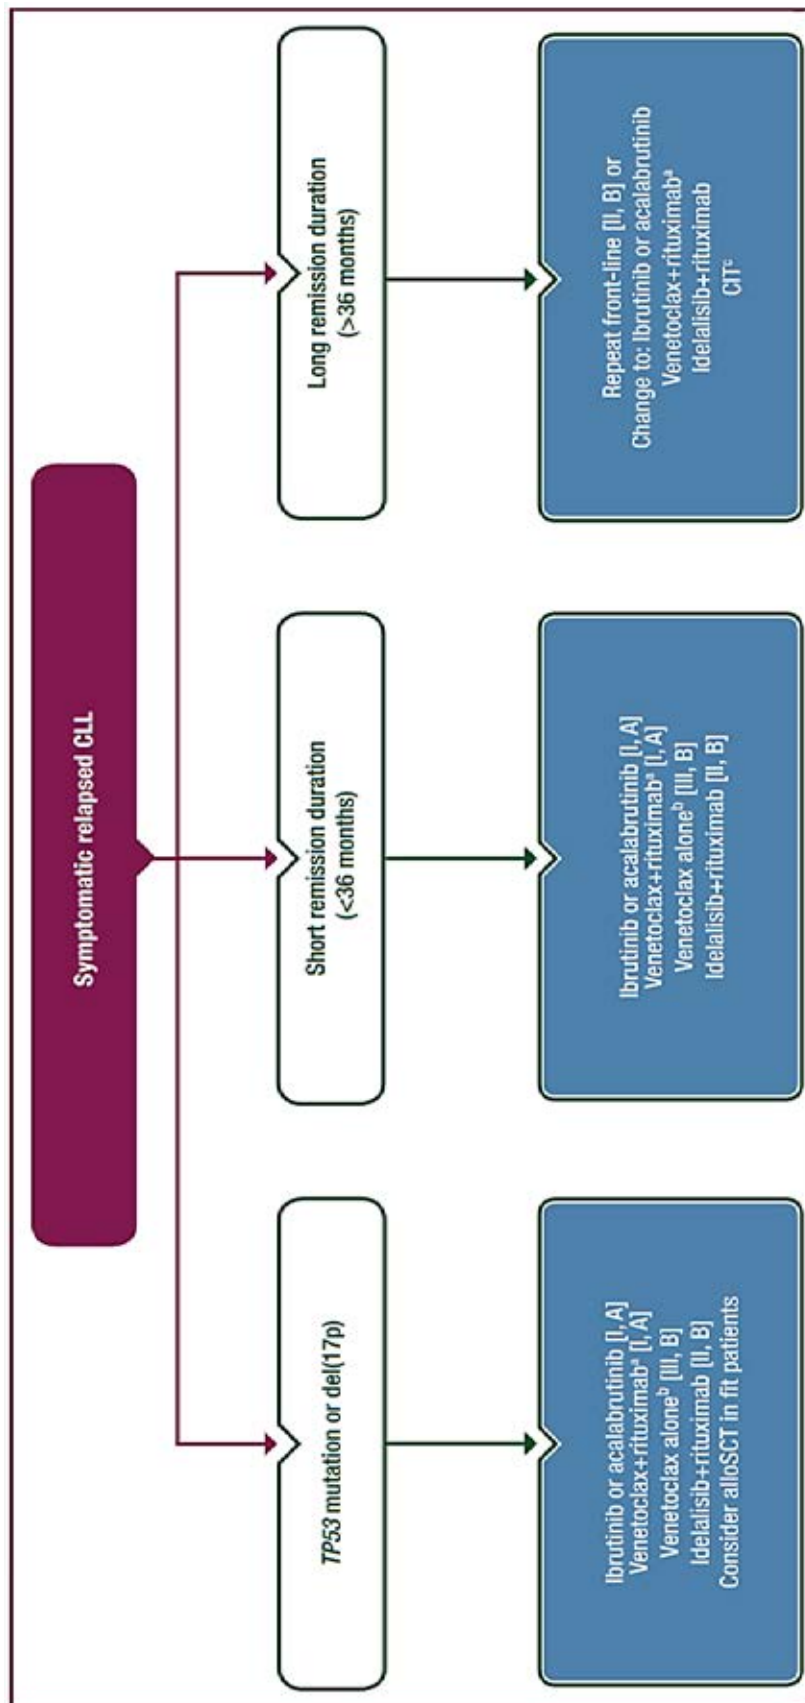 Symptomatic relapsed CLL
TP53 mutation or del(17p)
Short remission duration
(<36 months)
Long remission duration
(>36 months)
Ibrutinib or acalabrutinib [I, A]
Venetoclax+rituximabᵃ [I, A]
Venetoclax aloneᵇ [III, B]
Idelalisib+rituximab [II, B]
Consider alloSCT in fit patients
Ibrutinib or acalabrutinib [I, A]
Venetoclax+rituximabᵃ [I, A]
Venetoclax aloneᵇ [III, B]
Idelalisib+rituximab [II, B]
Repeat front-line [II, B] or
Change to: Ibrutinib or acalabrutinib
Venetoclax+rituximabᵃ
Idelalisib+rituximab
CITᶜ